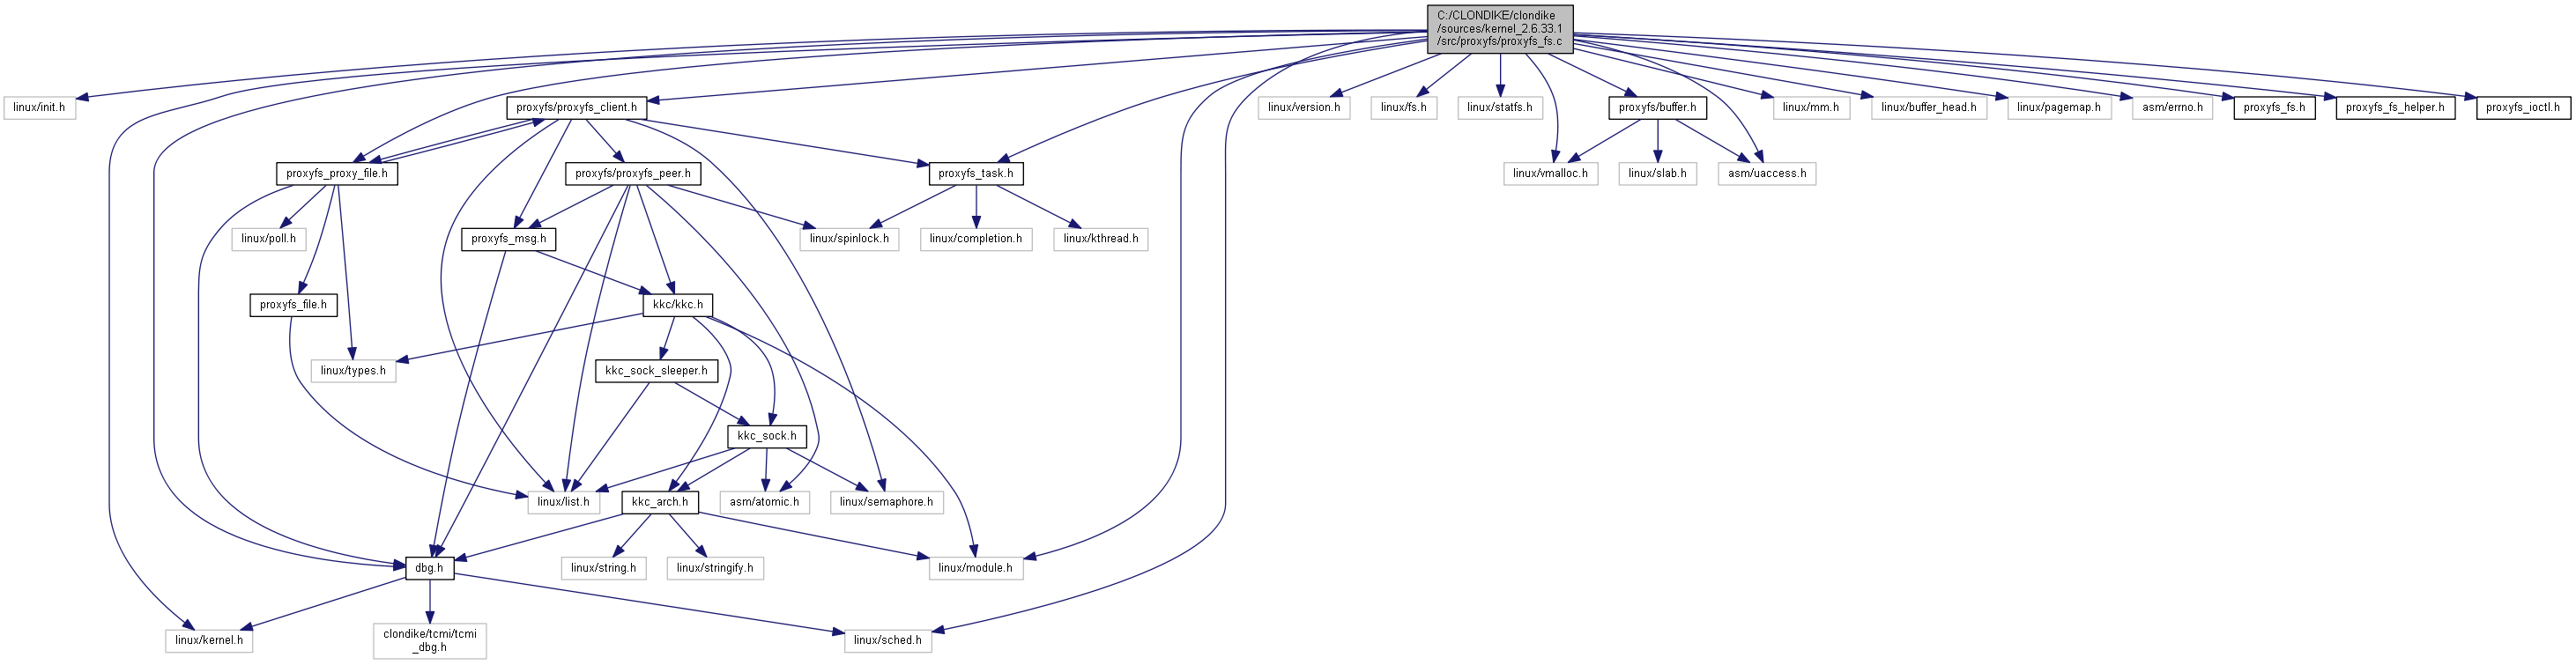 C:/CLONDIKE/clondike
/sources/kernel_2.6.33.1
/src/proxyfs/proxyfs_fs.c
linux/init.h
proxyfs/proxyfs_client.h
linux/version.h
linux/fs.h
linux/statfs.h
proxyfs/buffer.h
linux/mm.h
linux/buffer_head.h
linux/pagemap.h
asm/errno.h
proxyfs_fs.h
proxyfs_fs_helper.h
proxyfs_ioctl.h
proxyfs_proxy_file.h
proxyfs/proxyfs_peer.h
proxyfs_task.h
linux/vmalloc.h
linux/slab.h
asm/uaccess.h
linux/poll.h
proxyfs_msg.h
linux/spinlock.h
linux/completion.h
linux/kthread.h
proxyfs_file.h
kkc/kkc.h
linux/types.h
kkc_sock_sleeper.h
kkc_sock.h
linux/list.h
kkc_arch.h
asm/atomic.h
linux/semaphore.h
dbg.h
linux/string.h
linux/stringify.h
linux/module.h
linux/kernel.h
clondike/tcmi/tcmi
_dbg.h
linux/sched.h